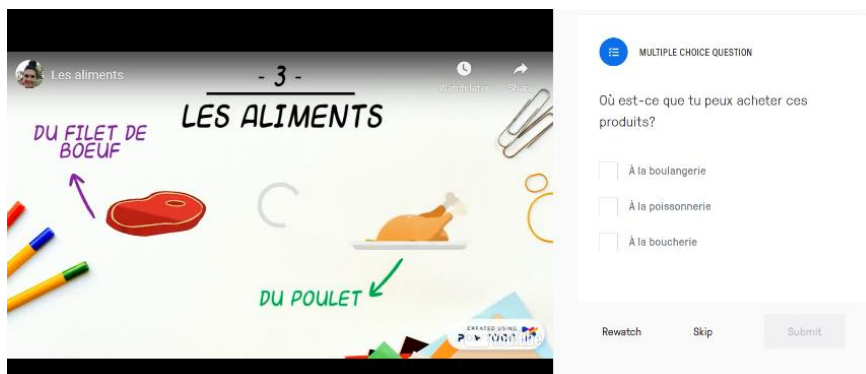 Les aliments
Watch later
Share
- 3 -
LES ALIMENTS
DU FILET DE
BOEUF
DU POULET
CREATED USING
MULTIPLE CHOICE QUESTION
Où est-ce que tu peux acheter ces
produits?
À la boulangerie
À la poissonnerie
À la boucherie
Rewatch
Skip
Submit